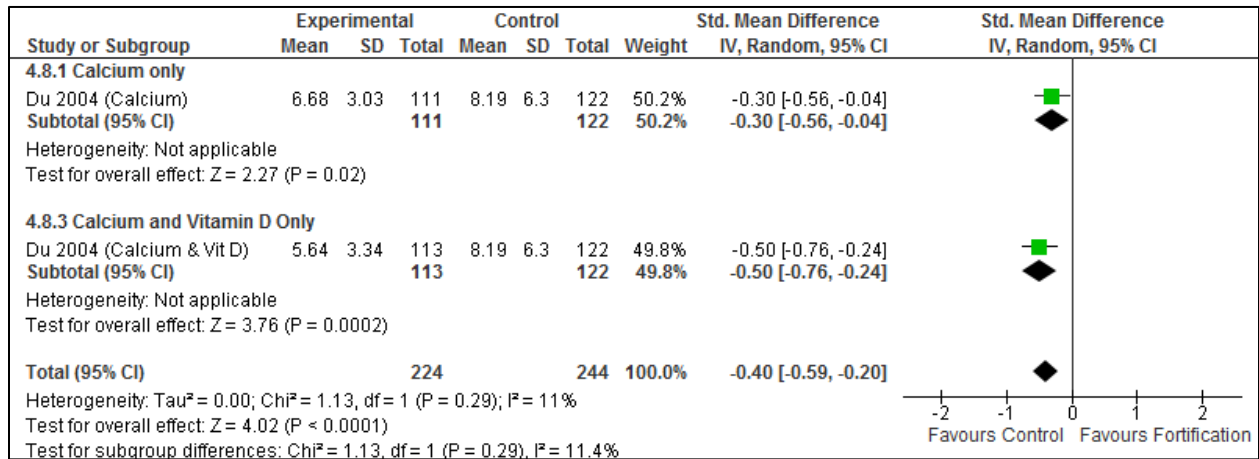 Experimental Control Std. Mean Difference Std. Mean Difference
Study or Subgroup Mean SD Total Mean SD Total Weight IV, Random, 95% CI IV, Random, 95% CI
4.8.1 Calcium only
Du 2004 (Calcium) 6.68 3.03 111 8.19 6.3 122 50.2% -0.30 [-0.56, -0.04]
Subtotal (95% CI) 111 122 50.2% -0.30 [-0.56, -0.04]
Heterogeneity: Not applicable
Test for overall effect: Z = 2.27 (P = 0.02)
4.8.3 Calcium and Vitamin D Only
Du 2004 (Calcium & Vit D) 5.64 3.34 113 8.19 6.3 122 49.8% -0.50 [-0.76, -0.24]
Subtotal (95% CI) 113 122 49.8% -0.50 [-0.76, -0.24]
Heterogeneity: Not applicable
Test for overall effect: Z = 3.76 (P = 0.0002)
Total (95% CI) 224 244 100.0% -0.40 [-0.59, -0.20]
Heterogeneity: Tau² = 0.00; Chi² = 1.13, df = 1 (P = 0.29); I² = 11%
Test for overall effect: Z = 4.02 (P < 0.0001)
Test for subgroup differences: Chi² = 1.13, df = 1 (P = 0.29), I² = 11.4%
-2 -1 0 1 2
Favours Control Favours Fortification